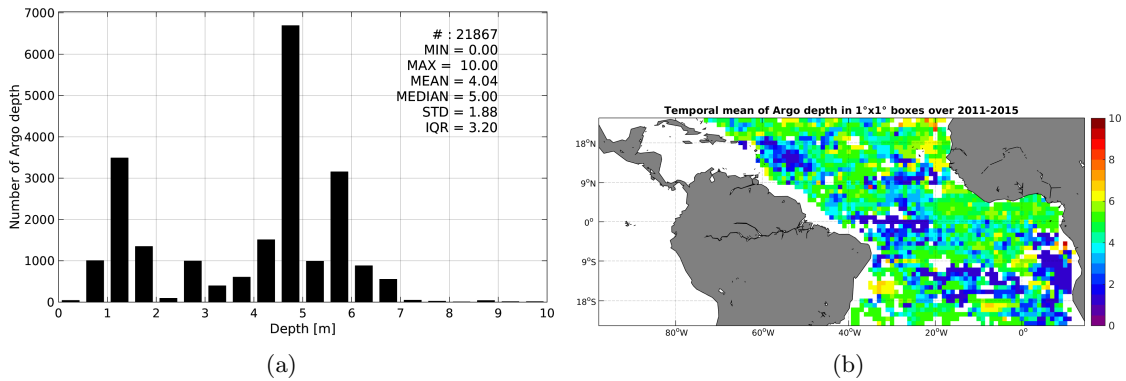 7000
6000
5000
4000
3000
2000
1000
0
Number of Argo depth
# : 21867
MIN = 0.00
MAX = 10.00
MEAN = 4.04
MEDIAN = 5.00
STD = 1.88
IQR = 3.20
0 1 2 3 4 5 6 7 8 9 10
Depth [m]
(a)
Temporal mean of Argo depth in 1°x1° boxes over 2011-2015
18°N
9°N
0°
9°S
18°S
80°W 60°W 40°W 20°W 0°
10
8
6
4
2
0
(b)